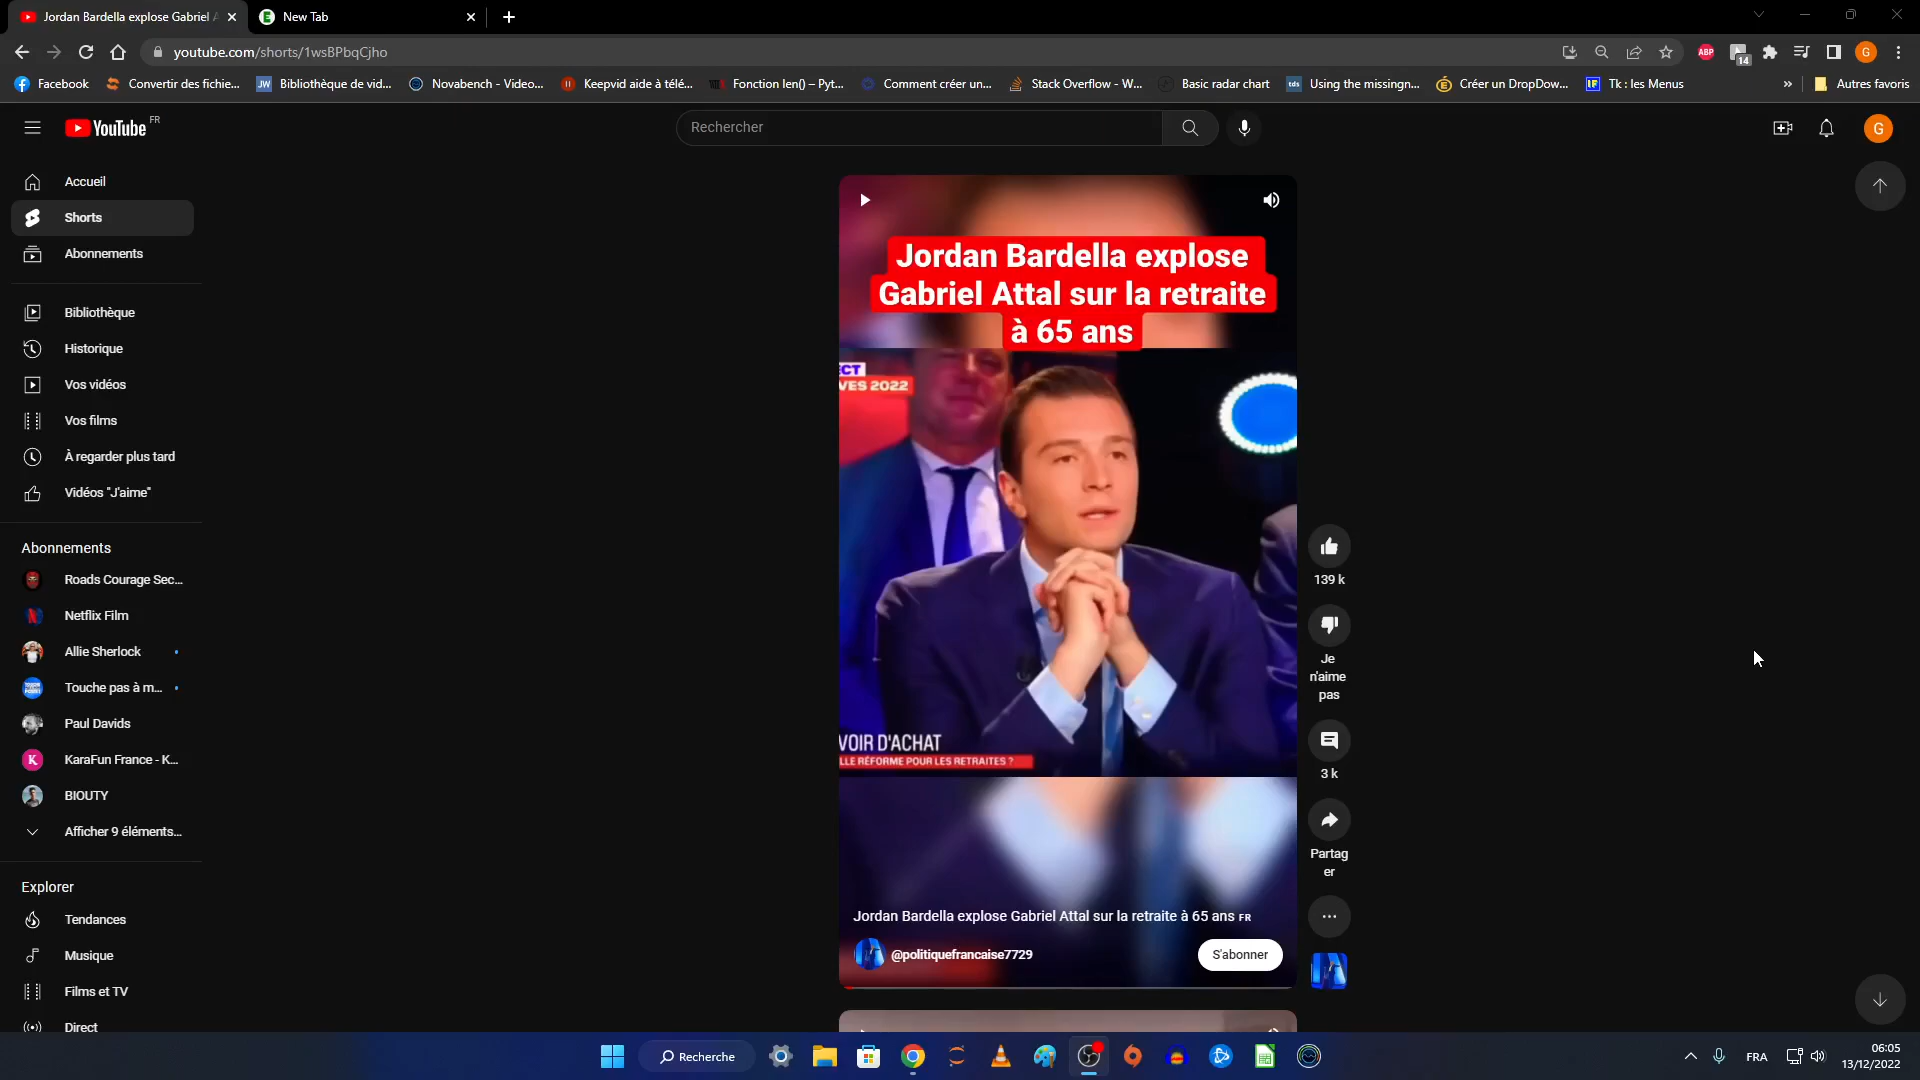 Jordan Bardella explose Gabriel A
New Tab
youtube.com/shorts/1wsBPbqCjho
ABP
14
G
Facebook
Convertir des fichie...
JW
Bibliothèque de vid...
Novabench - Video...
Keepvid aide à télé...
Fonction len() – Pyt...
Comment créer un...
Stack Overflow - W...
Basic radar chart
tds
Using the missingn...
Créer un DropDow...
Tk : les Menus
»
Autres favoris
YouTube FR
Rechercher
G
Accueil
Shorts
Abonnements
Bibliothèque
Historique
Vos vidéos
Vos films
À regarder plus tard
Vidéos "J'aime"
Abonnements
Roads Courage Sec...
Netflix Film
Allie Sherlock
Touche pas à m...
Paul Davids
K
KaraFun France - K...
BIOUTY
Afficher 9 éléments...
Explorer
Tendances
Musique
Films et TV
Direct
Jordan Bardella explose
Gabriel Attal sur la retraite
à 65 ans
ECT
VES 2022
VOIR D'ACHAT
LLE RÉFORME POUR LES RETRAITES ?
Jordan Bardella explose Gabriel Attal sur la retraite à 65 ans FR
@politiquefrancaise7729
S'abonner
139 k
Je
n'aime
pas
3 k
Partag
er
Recherche
FRA
06:05
13/12/2022